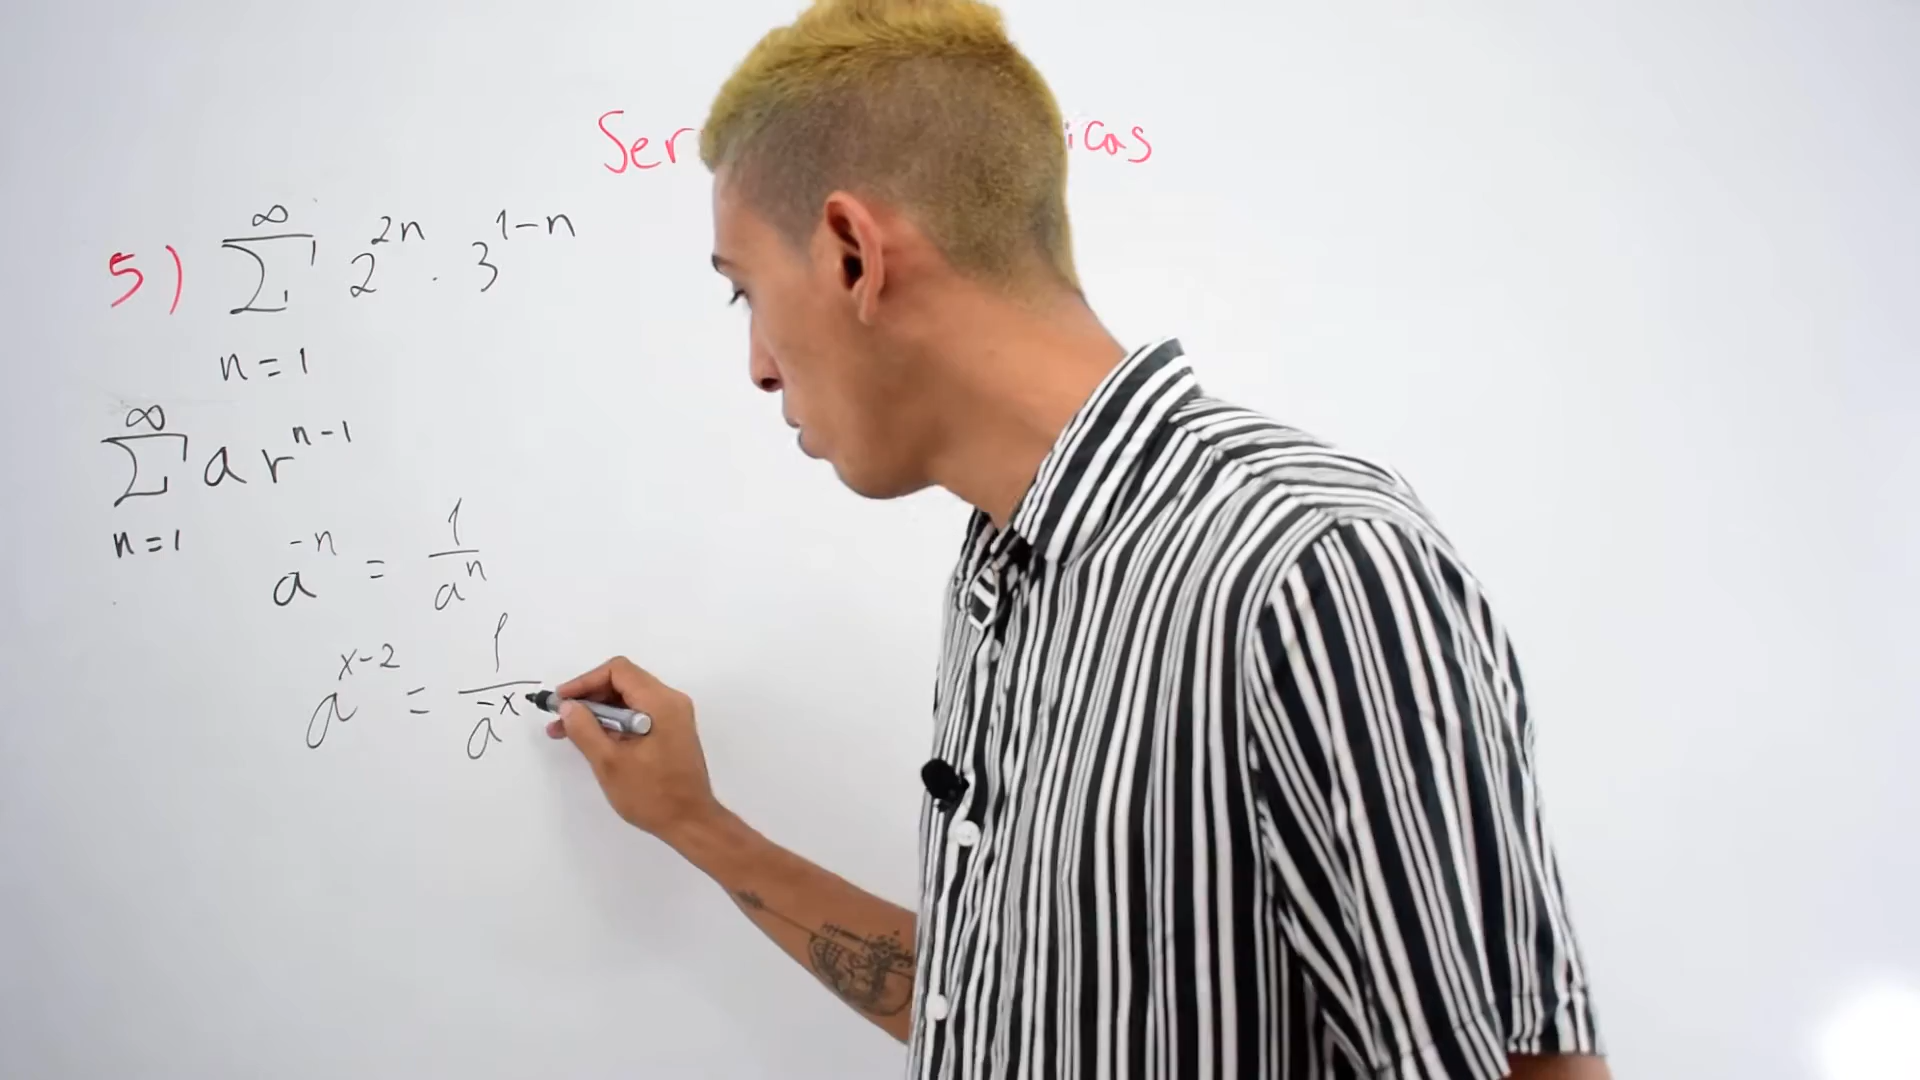 Ser icas
5) ∞ Σ n=1 2^{2n} · 3^{1-n}
∞ Σ n=1 a r^{n-1}
a^{-n} = 1/a^n
a^{x-2} = 1/a^{-x}